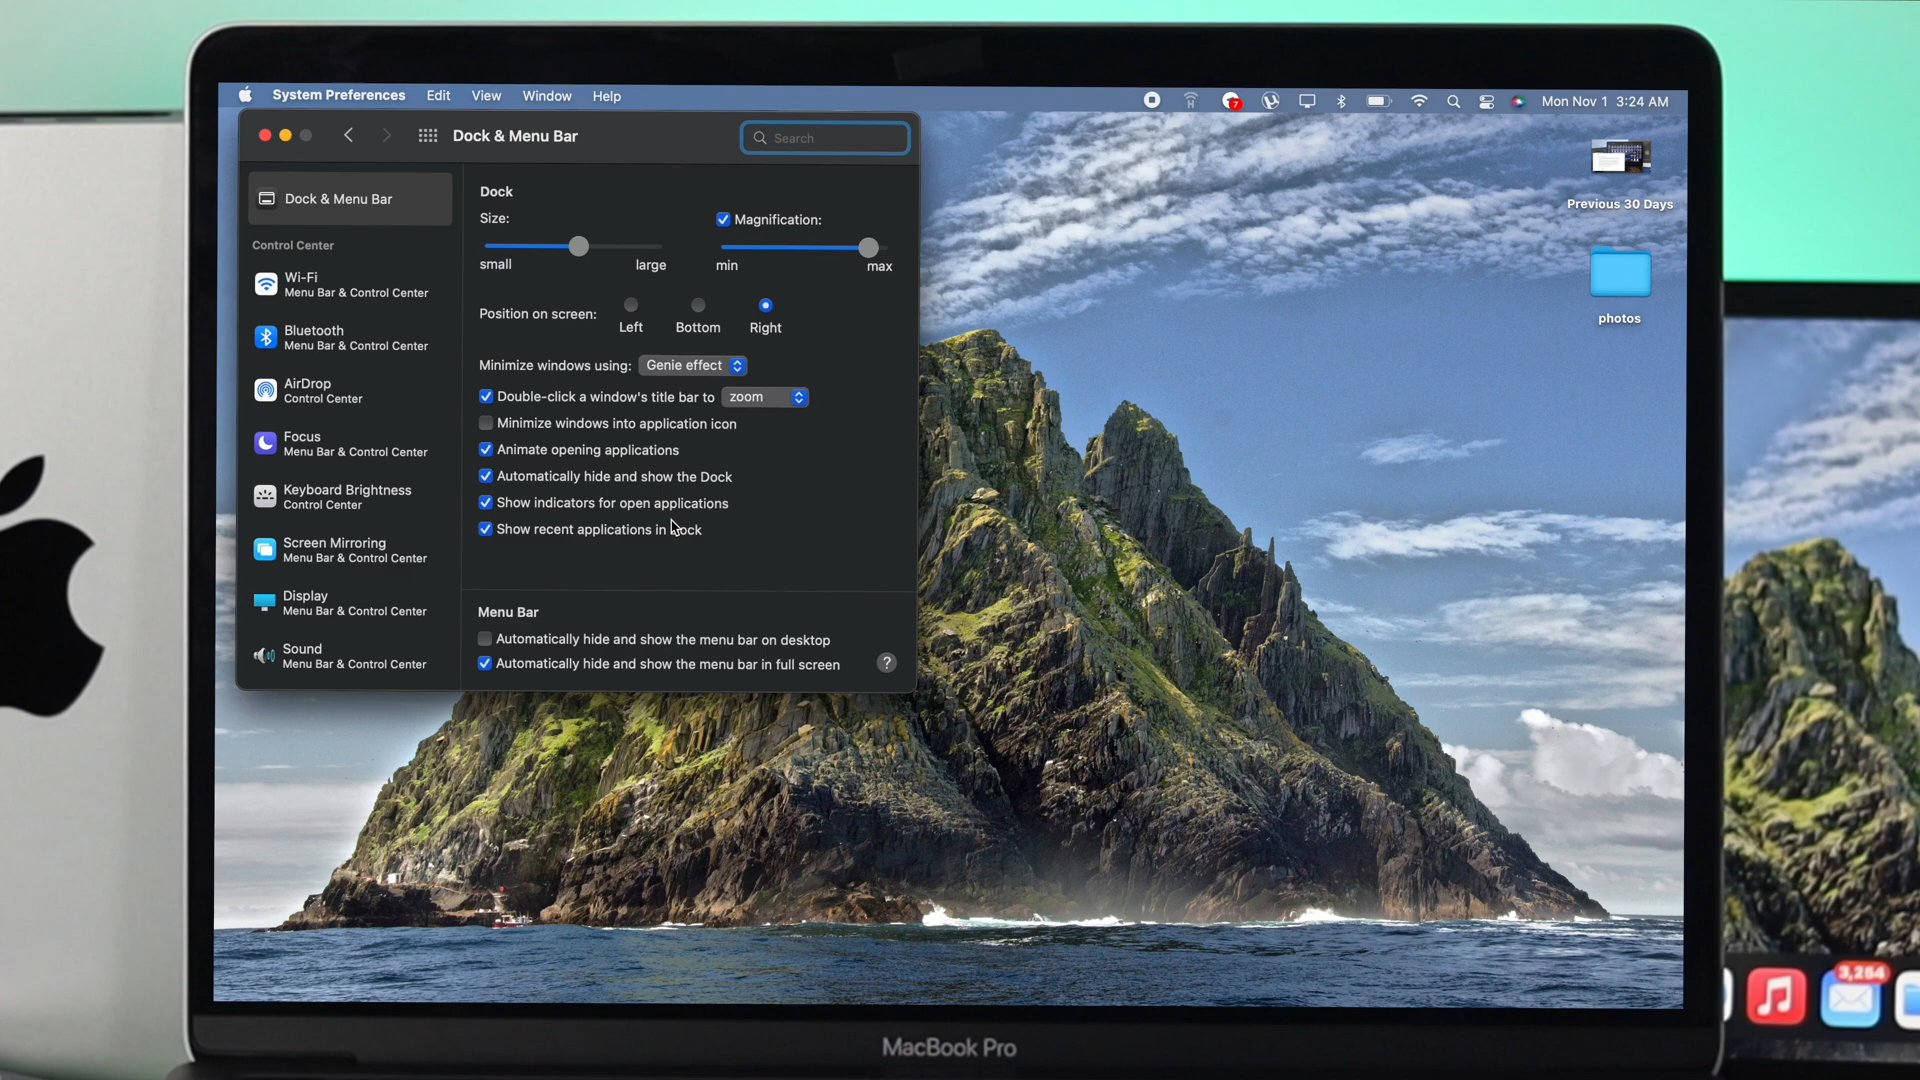 System Preferences Edit View Window Help
7
Mon Nov 1 3:24 AM
Dock & Menu Bar
Search
Dock & Menu Bar
Control Center
Wi-Fi
Menu Bar & Control Center
Bluetooth
Menu Bar & Control Center
AirDrop
Control Center
Focus
Menu Bar & Control Center
Keyboard Brightness
Control Center
Screen Mirroring
Menu Bar & Control Center
Display
Menu Bar & Control Center
Sound
Menu Bar & Control Center
Dock
Size:
Magnification:
small
large
min
max
Position on screen:
Left
Bottom
Right
Minimize windows using: Genie effect
Double-click a window's title bar to zoom
Minimize windows into application icon
Animate opening applications
Automatically hide and show the Dock
Show indicators for open applications
Show recent applications in Dock
Menu Bar
Automatically hide and show the menu bar on desktop
Automatically hide and show the menu bar in full screen
?
Previous 30 Days
photos
3,264
MacBook Pro